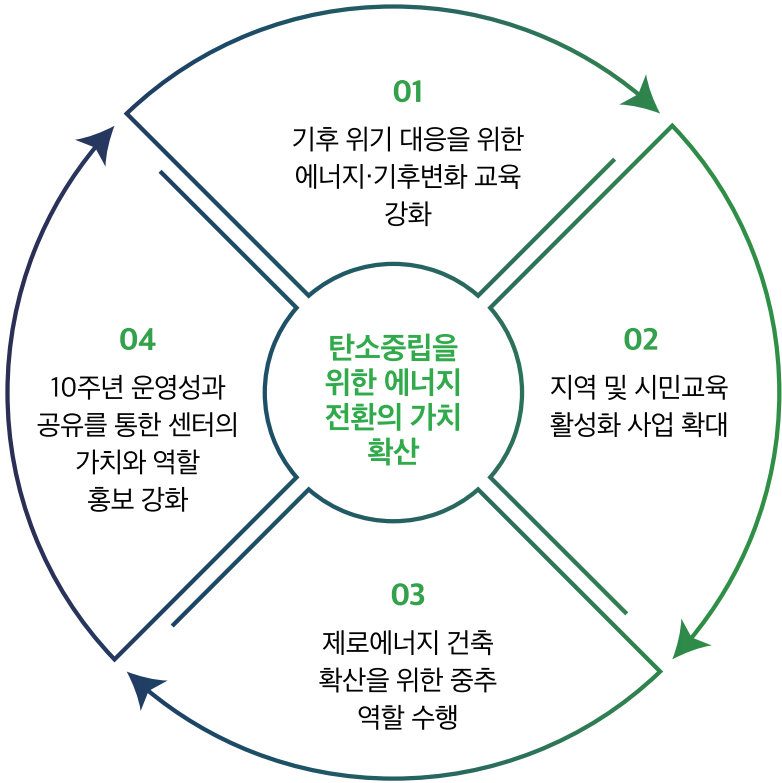 01
기후 위기 대응을 위한
에너지·기후변화 교육
강화
02
지역 및 시민교육
활성화 사업 확대
03
제로에너지 건축
확산을 위한 중추
역할 수행
04
10주년 운영성과
공유를 통한 센터의
가치와 역할
홍보 강화
탄소중립을
위한 에너지
전환의 가치
확산